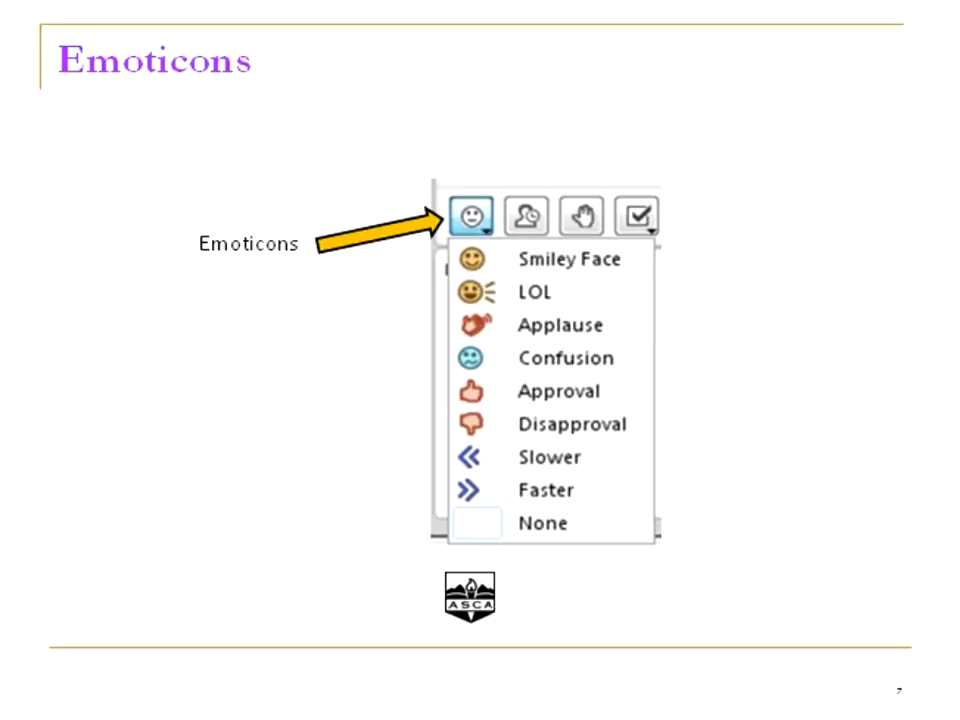 Emoticons
Emoticons
Smiley Face
LOL
Applause
Confusion
Approval
Disapproval
Slower
Faster
None
ASCA
7